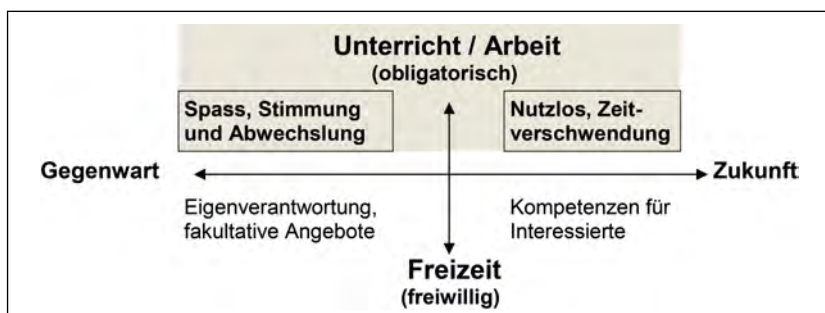 Unterricht / Arbeit
(obligatorisch)
Spass, Stimmung
und Abwechslung
Nutzlos, Zeit-
verschwendung
Gegenwart
Zukunft
Eigenverantwortung,
fakultative Angebote
Kompetenzen für
Interessierte
Freizeit
(freiwillig)